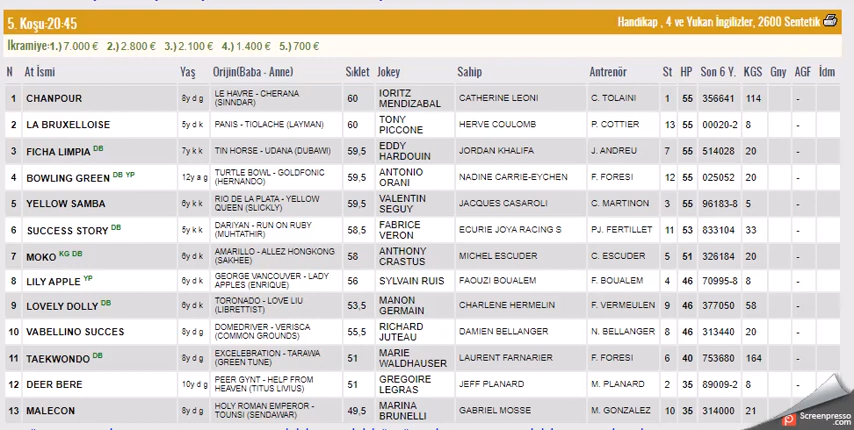 5. Koşu-20:45 Handikap , 4 ve Yukarı İngilizler, 2600 Sentetik
İkramiye:1.) 7.000 € 2.) 2.800 € 3.) 2.100 € 4.) 1.400 € 5.) 700 €
N At İsmi Yaş Orijin(Baba - Anne) Sıklet Jokey Sahip Antrenör St HP Son 6 Y. KGS Gny AGF İdm
1 CHANPOUR 8y d g LE HAVRE - CHERANA (SINNDAR) 60 IORITZ MENDIZABAL CATHERINE LEONI C. TOLAINI 1 55 356641 114 -
2 LA BRUXELLOISE 5y d k PANIS - TIOLACHE (LAYMAN) 60 TONY PICCONE HERVE COULOMB P. COTTIER 13 55 00020-2 8 -
3 FICHA LIMPIA DB 7y k k TIN HORSE - UDANA (DUBAWI) 59,5 EDDY HARDOUIN JORDAN KHALIFA J. ANDREU 7 55 514028 20 -
4 BOWLING GREEN DB YP 12y a g TURTLE BOWL - GOLDFONIC (HERNANDO) 59,5 ANTONIO ORANI NADINE CARRIE-EYCHEN F. FORESI 12 55 025052 20 -
5 YELLOW SAMBA 6y k k RIO DE LA PLATA - YELLOW QUEEN (SLICKLY) 59,5 VALENTIN SEGUY JACQUES CASAROLI C. MARTINON 3 55 96183-8 5 -
6 SUCCESS STORY DB 5y k k DARIYAN - RUN ON RUBY (MUHTATHIR) 58,5 FABRICE VERON ECURIE JOYA RACING S PJ. FERTILLET 11 53 833104 33 -
7 MOKO KG DB 8y d k AMARILLO - ALLEZ HONGKONG (SAKHEE) 58 ANTHONY CRASTUS MICHEL ESCUDER C. ESCUDER 5 51 326184 20 -
8 LILY APPLE YP 8y d k GEORGE VANCOUVER - LADY APPLES (ENRIQUE) 56 SYLVAIN RUIS FAOUZI BOUALEM F. BOUALEM 4 46 70995-8 8 -
9 LOVELY DOLLY DB 8y d k TORONADO - LOVE LIU (LIBRETTIST) 53,5 MANON GERMAIN CHARLENE HERMELIN F. VERMEULEN 9 46 377050 58 -
10 VABELLINO SUCCES 8y d g DOMEDRIVER - VERISCA (COMMON GROUNDS) 55,5 RICHARD JUTEAU DAMIEN BELLANGER N. BELLANGER 8 46 313440 20 -
11 TAEKWONDO DB 8y d g EXCELEBRATION - TARAWA (GREEN TUNE) 51 MARIE WALDHAUSER LAURENT FARNARIER F. FORESI 6 40 753680 164 -
12 DEER BERE 10y d g PEER GYNT - HELP FROM HEAVEN (TITUS LIVIUS) 51 GREGOIRE LEGRAS JEFF PLANARD M. PLANARD 2 35 89009-2 8 -
13 MALECON 8y d g HOLY ROMAN EMPEROR - TOUNSI (SENDAWAR) 49,5 MARINA BRUNELLI GABRIEL MOSSE M. GONZALEZ 10 35 314000 21 -
Screenpresso